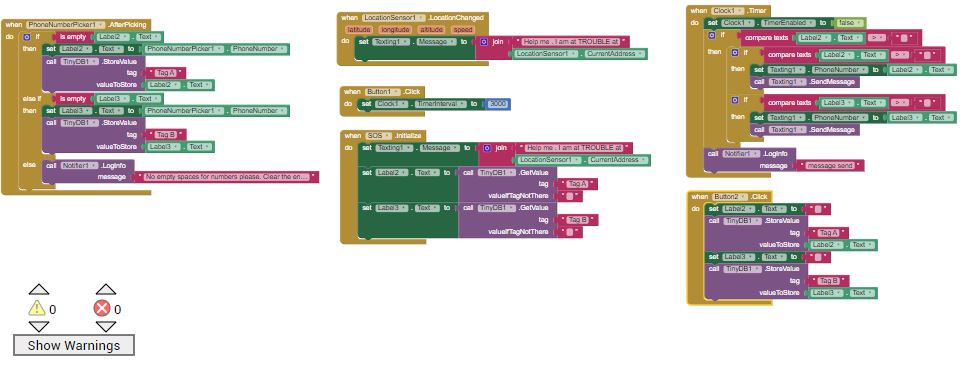 when PhoneNumberPicker1 .AfterPicking
do if is empty Label2 . Text
then set Label2 . Text to PhoneNumberPicker1 . PhoneNumber
call TinyDB1 .StoreValue
tag " Tag A "
valueToStore Label2 . Text
else if is empty Label3 . Text
then set Label3 . Text to PhoneNumberPicker1 . PhoneNumber
call TinyDB1 .StoreValue
tag " Tag B "
valueToStore Label3 . Text
else call Notifier1 .LogInfo
message " No empty spaces for numbers please. Clear the en... "
0 0
Show Warnings
when LocationSensor1 .LocationChanged
latitude longitude altitude speed
do set Texting1 . Message to join " Help me . I am at TROUBLE at "
LocationSensor1 . CurrentAddress
when Button1 .Click
do set Clock1 . TimerInterval to 3000
when SOS .Initialize
do set Texting1 . Message to join " Help me . I am at TROUBLE at "
LocationSensor1 . CurrentAddress
set Label2 . Text to call TinyDB1 .GetValue
tag " Tag A "
valueIfTagNotThere " "
set Label3 . Text to call TinyDB1 .GetValue
tag " Tag B "
valueIfTagNotThere " "
when Clock1 .Timer
do set Clock1 . TimerEnabled to false
if compare texts Label2 . Text > " "
then if compare texts Label2 . Text > " "
then set Texting1 . PhoneNumber to Label2 . Text
call Texting1 .SendMessage
if compare texts Label3 . Text > " "
then set Texting1 . PhoneNumber to Label3 . Text
call Texting1 .SendMessage
call Notifier1 .LogInfo
message " message send "
when Button2 .Click
do set Label2 . Text to " "
call TinyDB1 .StoreValue
tag " Tag A "
valueToStore Label2 . Text
set Label3 . Text to " "
call TinyDB1 .StoreValue
tag " Tag B "
valueToStore Label3 . Text